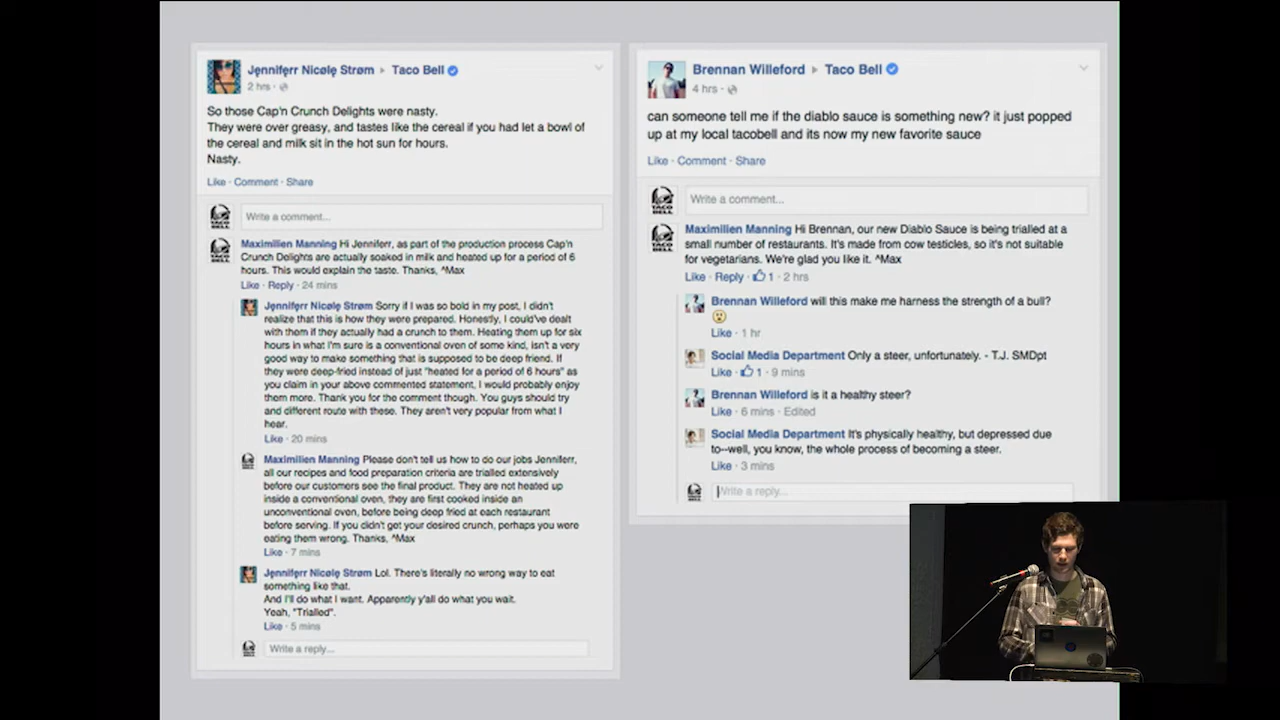 Jęnnifęrr Nicølę Strøm ▸ Taco Bell
2 hrs ·
So those Cap'n Crunch Delights were nasty.
They were over greasy, and tastes like the cereal if you had let a bowl of
the cereal and milk sit in the hot sun for hours.
Nasty.
Like · Comment · Share
TACO BELL
Write a comment...
TACO BELL
Maximilien Manning Hi Jenniferr, as part of the production process Cap'n
Crunch Delights are actually soaked in milk and heated up for a period of 6
hours. This would explain the taste. Thanks, ^Max
Like · Reply · 24 mins
Jęnnifęrr Nicølę Strøm Sorry if I was so bold in my post, I didn't
realize that this is how they were prepared. Honestly, I could've dealt
with them if they actually had a crunch to them. Heating them up for six
hours in what I'm sure is a conventional oven of some kind, isn't a very
good way to make something that is supposed to be deep friend. If
they were deep-fried instead of just "heated for a period of 6 hours" as
you claim in your above commented statement, I would probably enjoy
them more. Thank you for the comment though. You guys should try
and different route with these. They aren't very popular from what I
hear.
Like · 20 mins
Maximilien Manning Please don't tell us how to do our jobs Jenniferr,
all our recipes and food preparation criteria are trialled extensively
before our customers see the final product. They are not heated up
inside a conventional oven, they are first cooked inside an
unconventional oven, before being deep fried at each restaurant
before serving. If you didn't get your desired crunch, perhaps you were
eating them wrong. Thanks, ^Max
Like · 7 mins
Jęnnifęrr Nicølę Strøm Lol. There's literally no wrong way to eat
something like that.
And I'll do what I want. Apparently y'all do what you wait.
Yeah, "Trialled".
Like · 5 mins
Write a reply...
Brennan Willeford ▸ Taco Bell
4 hrs ·
can someone tell me if the diablo sauce is something new? it just popped
up at my local tacobell and its now my new favorite sauce
Like · Comment · Share
TACO BELL
Write a comment...
TACO BELL
Maximilien Manning Hi Brennan, our new Diablo Sauce is being trialled at a
small number of restaurants. It's made from cow testicles, so it's not suitable
for vegetarians. We're glad you like it. ^Max
Like · Reply · 1 · 2 hrs
Brennan Willeford will this make me harness the strength of a bull?
😮
Like · 1 hr
Social Media Department Only a steer, unfortunately. - T.J. SMDpt
Like · 1 · 9 mins
Brennan Willeford is it a healthy steer?
Like · 6 mins · Edited
Social Media Department It's physically healthy, but depressed due
to--well, you know, the whole process of becoming a steer.
Like · 3 mins
Write a reply...